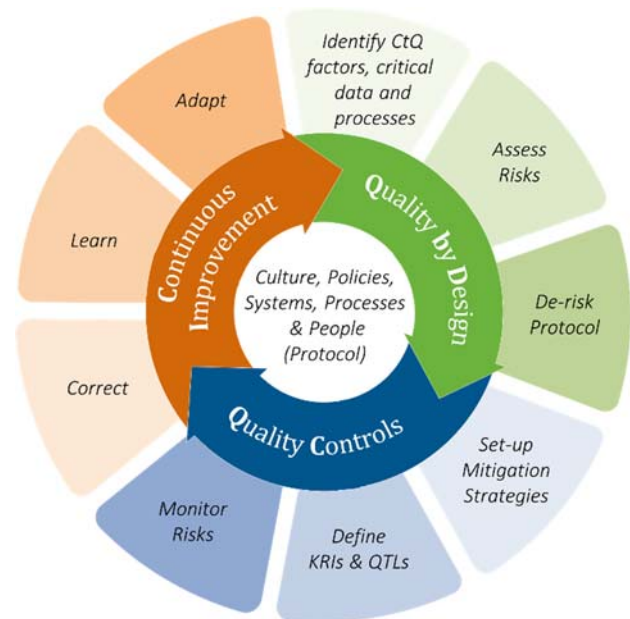 Identify CtQ
factors, critical
data and
processes
Assess
Risks
De-risk
Protocol
Set-up
Mitigation
Strategies
Define
KRIs & QTLs
Monitor
Risks
Correct
Learn
Adapt
Quality by Design
Quality Controls
Continuous
Improvement
Culture, Policies,
Systems, Processes
& People
(Protocol)